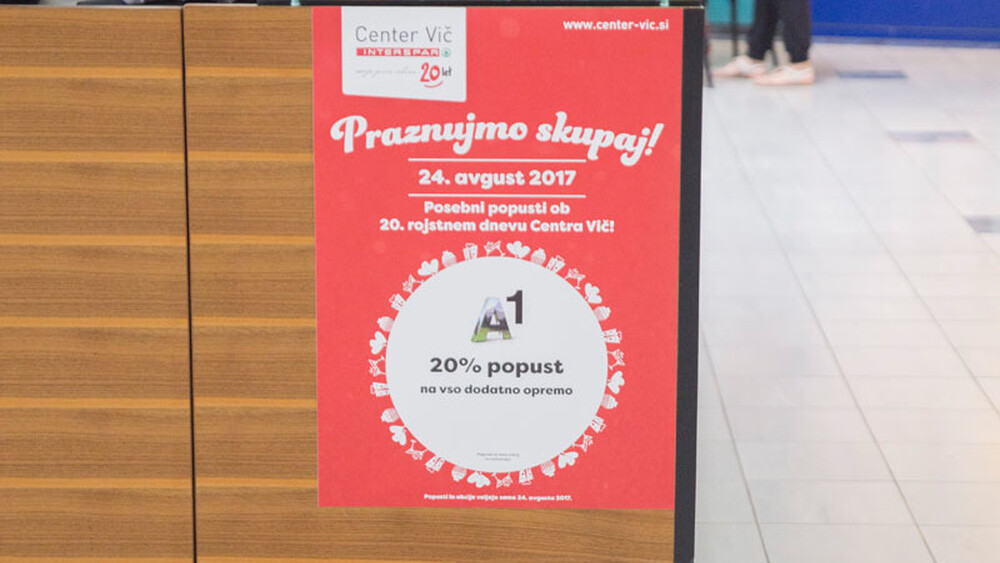 Center Vič
www.center-vic.si
INTERSPAR
20 let
Praznujmo skupaj!
24. avgust 2017
Posebni popusti ob
20. rojstnem dnevu Centra Vič!
A1
20% popust
na vso dodatno opremo
Popusti in akcije veljajo samo 24. avgusta 2017.